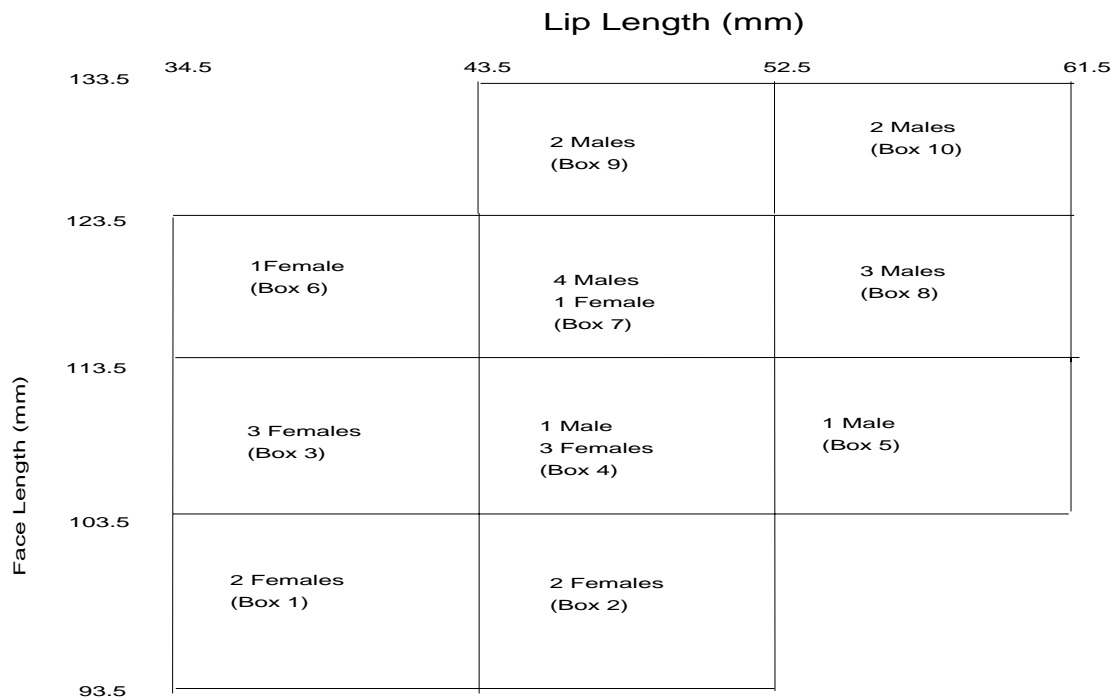 Lip Length (mm)
34.5 43.5 52.5 61.5
133.5
2 Males
(Box 9)
2 Males
(Box 10)
123.5
1Female
(Box 6)
4 Males
1 Female
(Box 7)
3 Males
(Box 8)
113.5
Face Length (mm)
3 Females
(Box 3)
1 Male
3 Females
(Box 4)
1 Male
(Box 5)
103.5
2 Females
(Box 1)
2 Females
(Box 2)
93.5